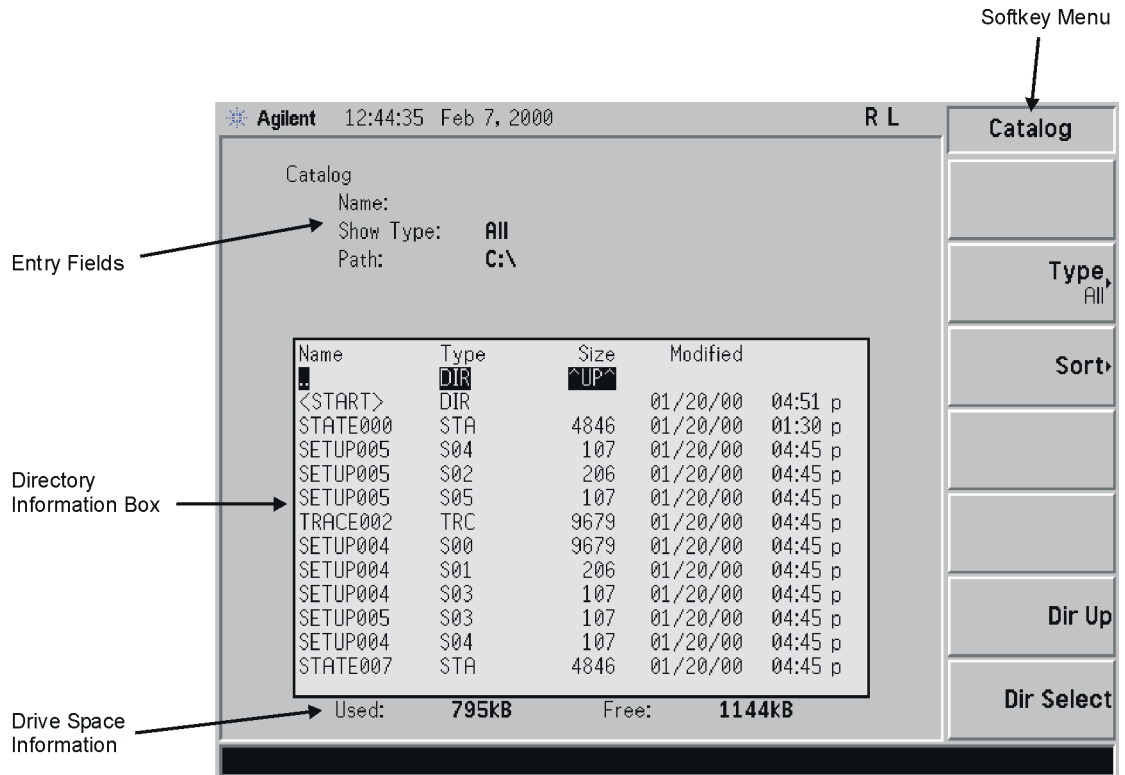 Softkey Menu
Agilent 12:44:35 Feb 7, 2000 R L
Catalog
Catalog
Name:
Show Type: All
Path: C:\
Entry Fields
Type
All
Sort
Name Type Size Modified
.. DIR ^UP^
<START> DIR 01/20/00 04:51 p
STATE000 STA 4846 01/20/00 01:30 p
SETUP005 S04 107 01/20/00 04:45 p
SETUP005 S02 206 01/20/00 04:45 p
SETUP005 S05 107 01/20/00 04:45 p
TRACE002 TRC 9679 01/20/00 04:45 p
SETUP004 S00 9679 01/20/00 04:45 p
SETUP004 S01 206 01/20/00 04:45 p
SETUP004 S03 107 01/20/00 04:45 p
SETUP005 S03 107 01/20/00 04:45 p
SETUP004 S04 107 01/20/00 04:45 p
STATE007 STA 4846 01/20/00 04:45 p
Directory
Information Box
Dir Up
Dir Select
Used: 795kB Free: 1144kB
Drive Space
Information